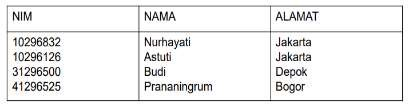 NIM NAMA ALAMAT
10296832 Nurhayati Jakarta
10296126 Astuti Jakarta
31296500 Budi Depok
41296525 Prananingrum Bogor